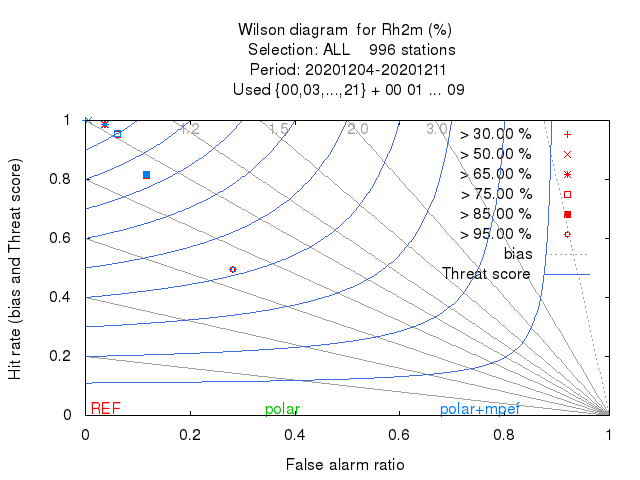 Wilson diagram  for Rh2m (%)
Selection: ALL    996 stations
Period: 20201204-20201211
Used {00,03,...,21} + 00 01 ... 09
Hit rate (bias and Threat score)
1
0.8
0.6
0.4
0.2
0
1.2
1.5
2.0
3.0
> 30.00 %
> 50.00 %
> 65.00 %
> 75.00 %
> 85.00 %
> 95.00 %
bias
Threat score
REF
polar
polar+mpef
0
0.2
0.4
0.6
0.8
1
False alarm ratio